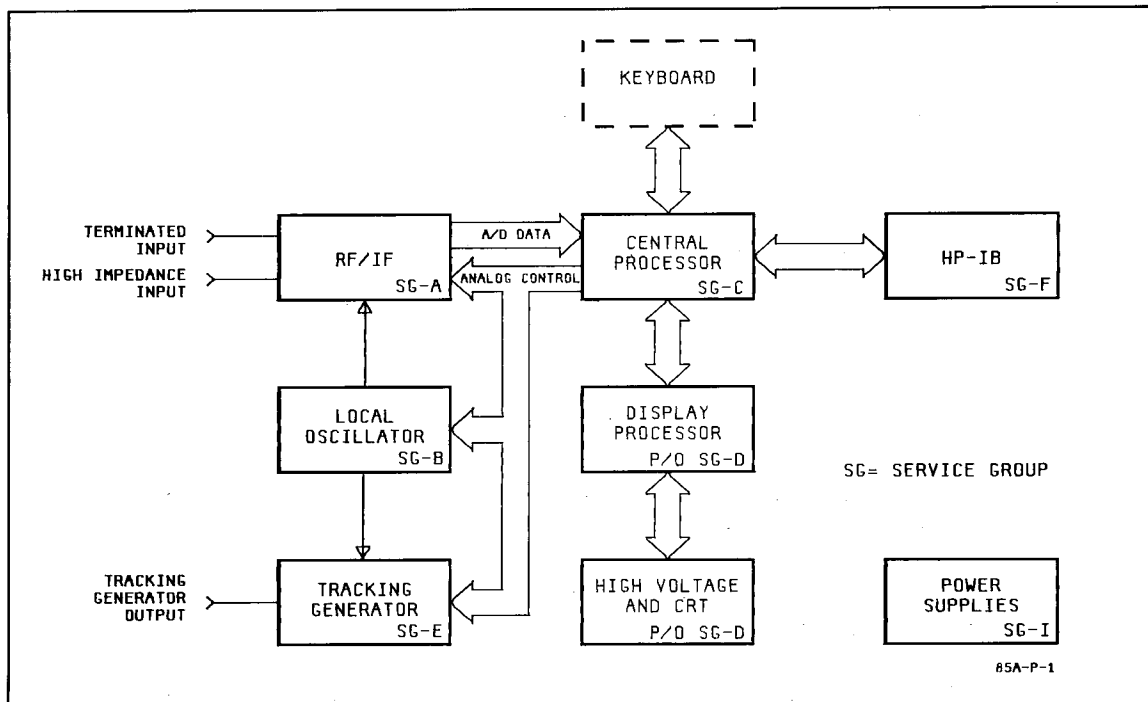 KEYBOARD
TERMINATED
INPUT
HIGH IMPEDANCE
INPUT
RF/IF
SG-A
A/D DATA
ANALOG CONTROL
CENTRAL
PROCESSOR
SG-C
HP-IB
SG-F
LOCAL
OSCILLATOR
SG-B
DISPLAY
PROCESSOR
P/O SG-D
SG= SERVICE GROUP
TRACKING
GENERATOR
OUTPUT
TRACKING
GENERATOR
SG-E
HIGH VOLTAGE
AND CRT
P/O SG-D
POWER
SUPPLIES
SG-I
85A-P-1